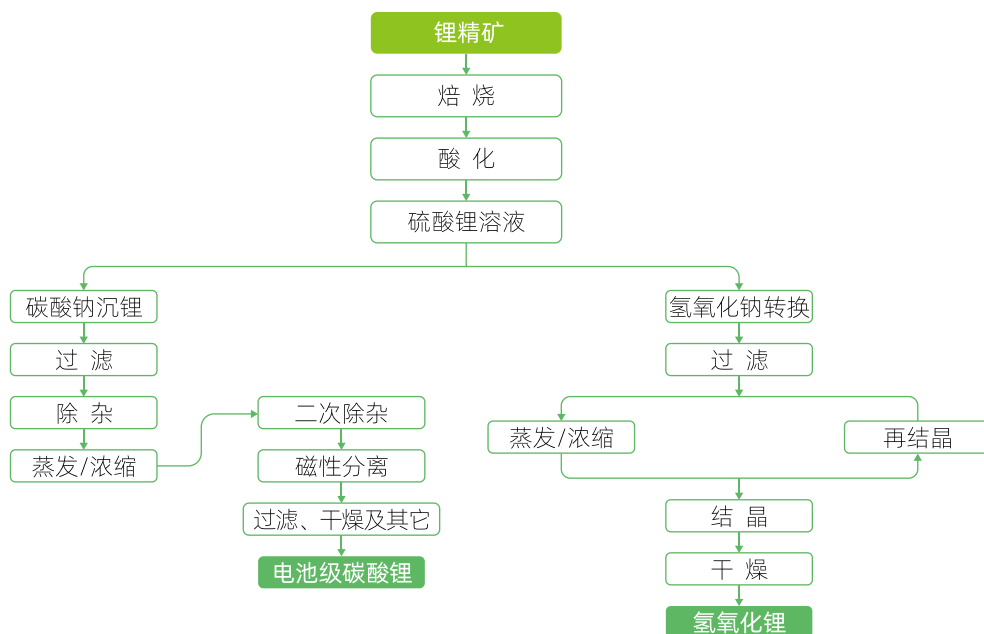 锂精矿
焙 烧
酸 化
硫酸锂溶液
碳酸钠沉锂
过 滤
除 杂
蒸发/浓缩
二次除杂
磁性分离
过滤、干燥及其它
电池级碳酸锂
氢氧化钠转换
过 滤
蒸发/浓缩
再结晶
结 晶
干 燥
氢氧化锂